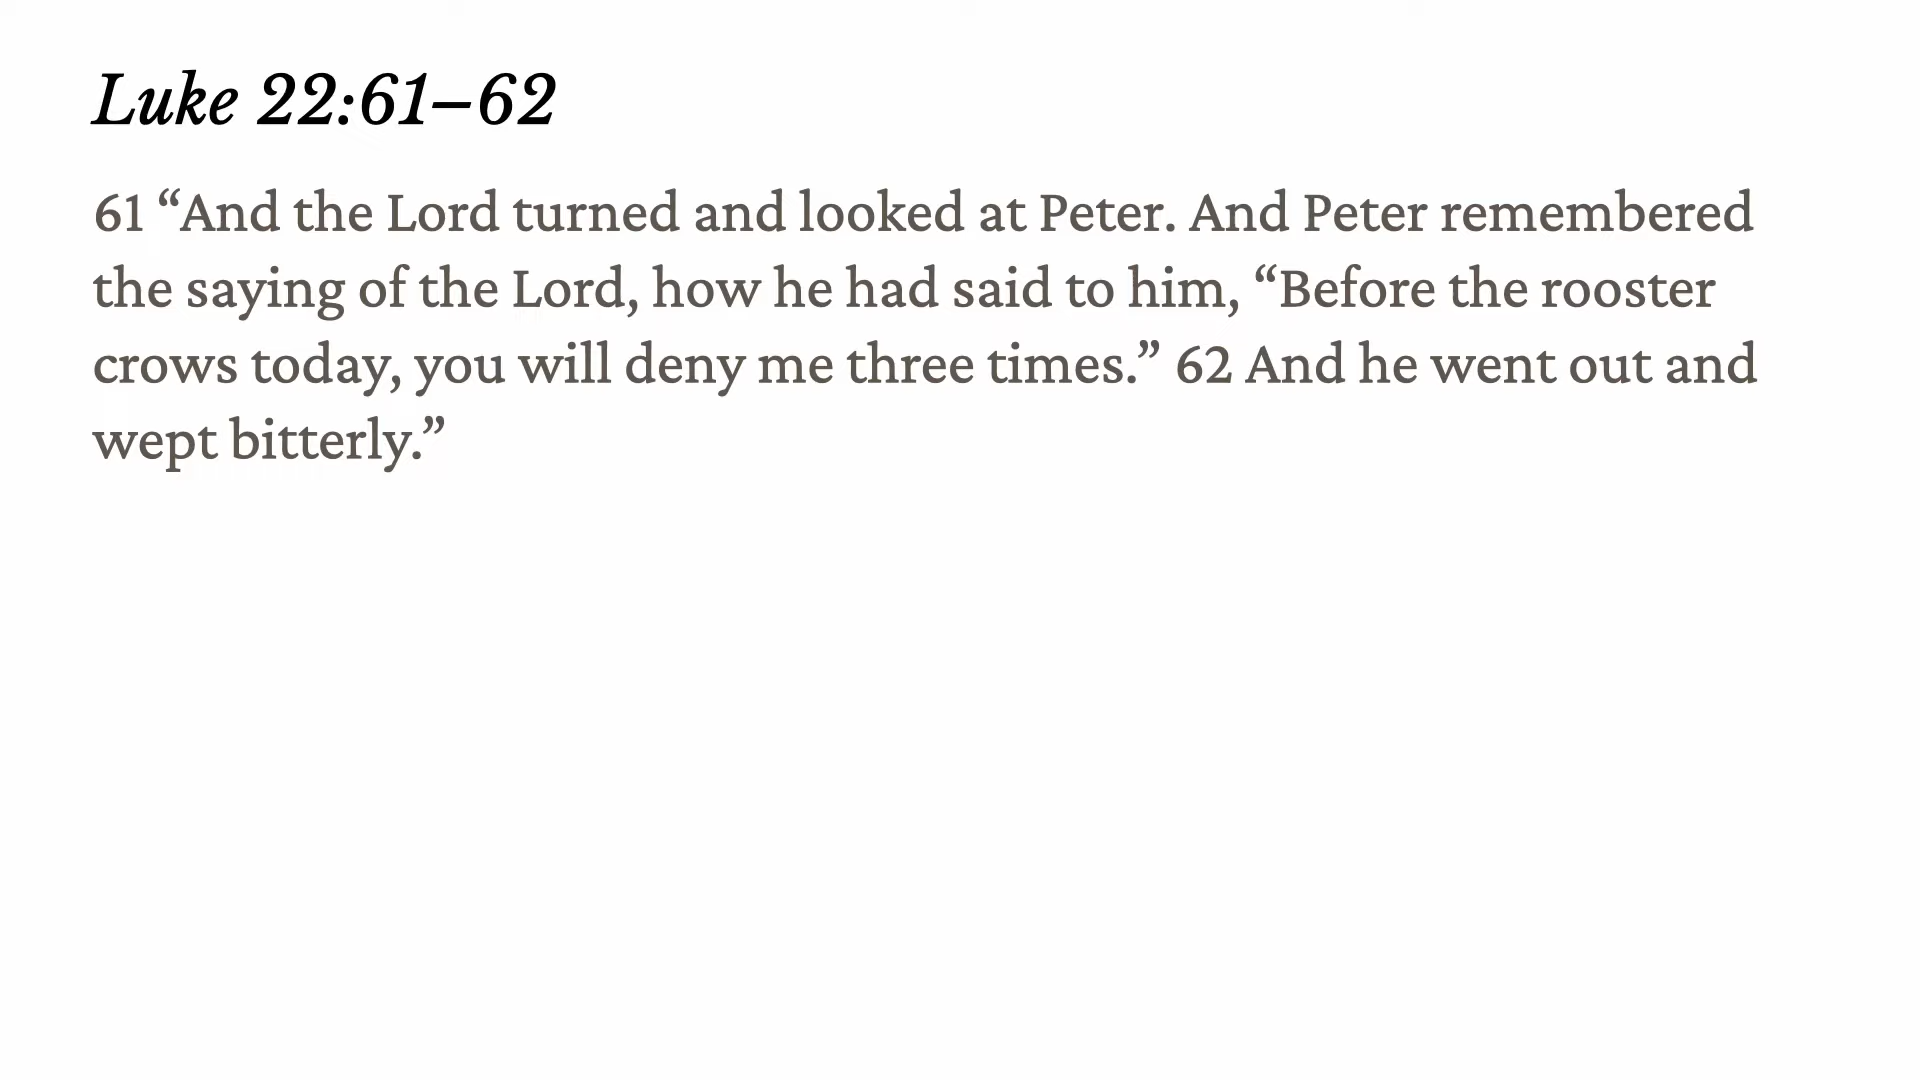 Luke 22:61–62
61 “And the Lord turned and looked at Peter. And Peter remembered
the saying of the Lord, how he had said to him, “Before the rooster
crows today, you will deny me three times.” 62 And he went out and
wept bitterly.”